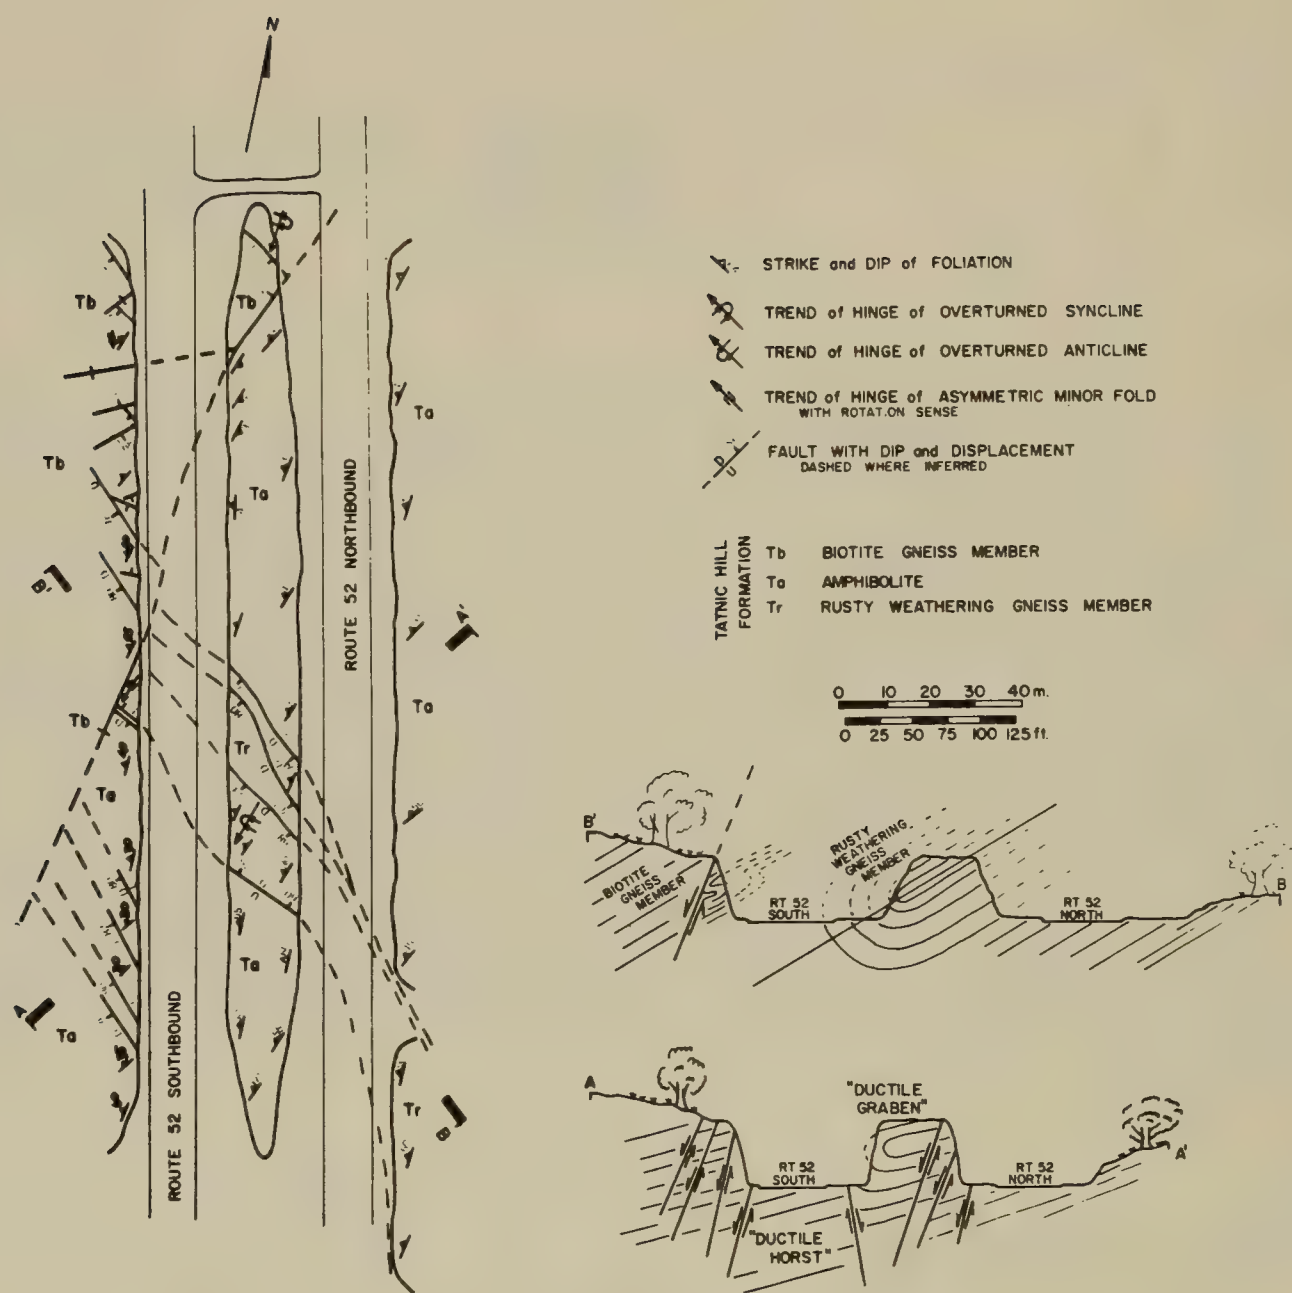 N
Tb
Tb
Ta
Tb
Ta
B'
A'
Ta
Tb
Tr
Ta
Ta
A
Ta
Tr
B
ROUTE 52 NORTHBOUND
ROUTE 52 SOUTHBOUND
STRIKE and DIP of FOLIATION
TREND of HINGE of OVERTURNED SYNCLINE
TREND of HINGE of OVERTURNED ANTICLINE
TREND of HINGE of ASYMMETRIC MINOR FOLD
WITH ROTATION SENSE
D
U
FAULT WITH DIP and DISPLACEMENT
DASHED WHERE INFERRED
TATNIC HILL
FORMATION
Tb BIOTITE GNEISS MEMBER
Ta AMPHIBOLITE
Tr RUSTY WEATHERING GNEISS MEMBER
0 10 20 30 40 m.
0 25 50 75 100 125 ft.
B'
BIOTITE
GNEISS
MEMBER
RUSTY
WEATHERING
GNEISS
MEMBER
RT 52
SOUTH
RT 52
NORTH
B
A
"DUCTILE
GRABEN"
RT 52
SOUTH
RT 52
NORTH
A'
"DUCTILE
HORST"